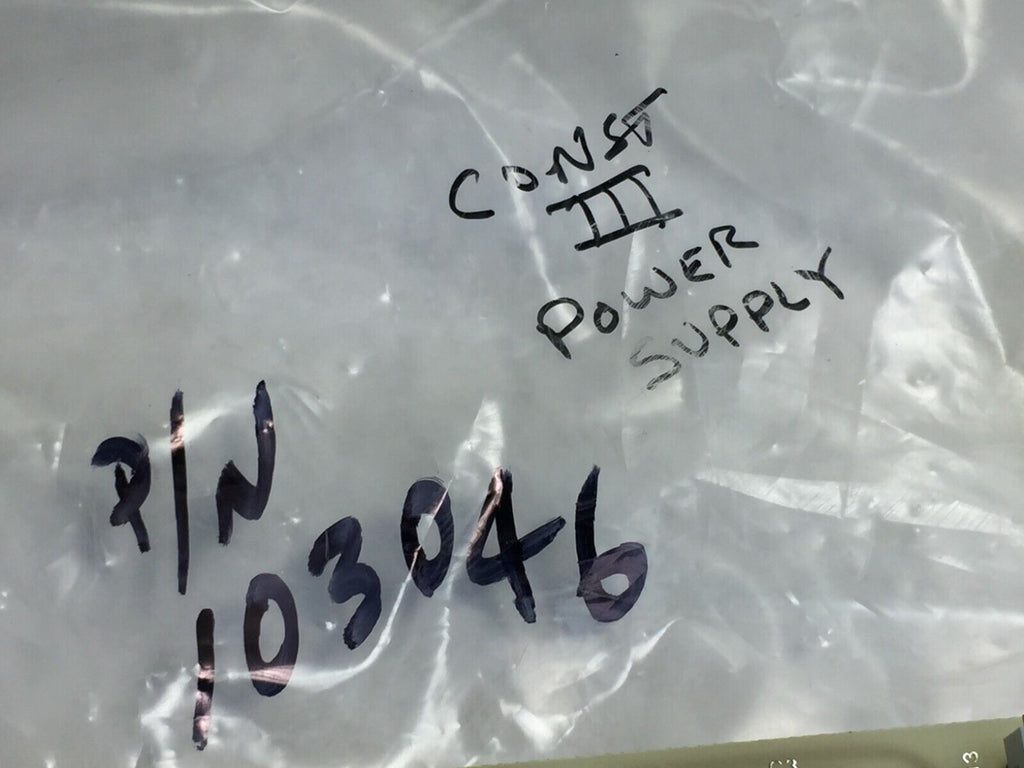 CONST
III
POWER
SUPPLY
P/N
103046